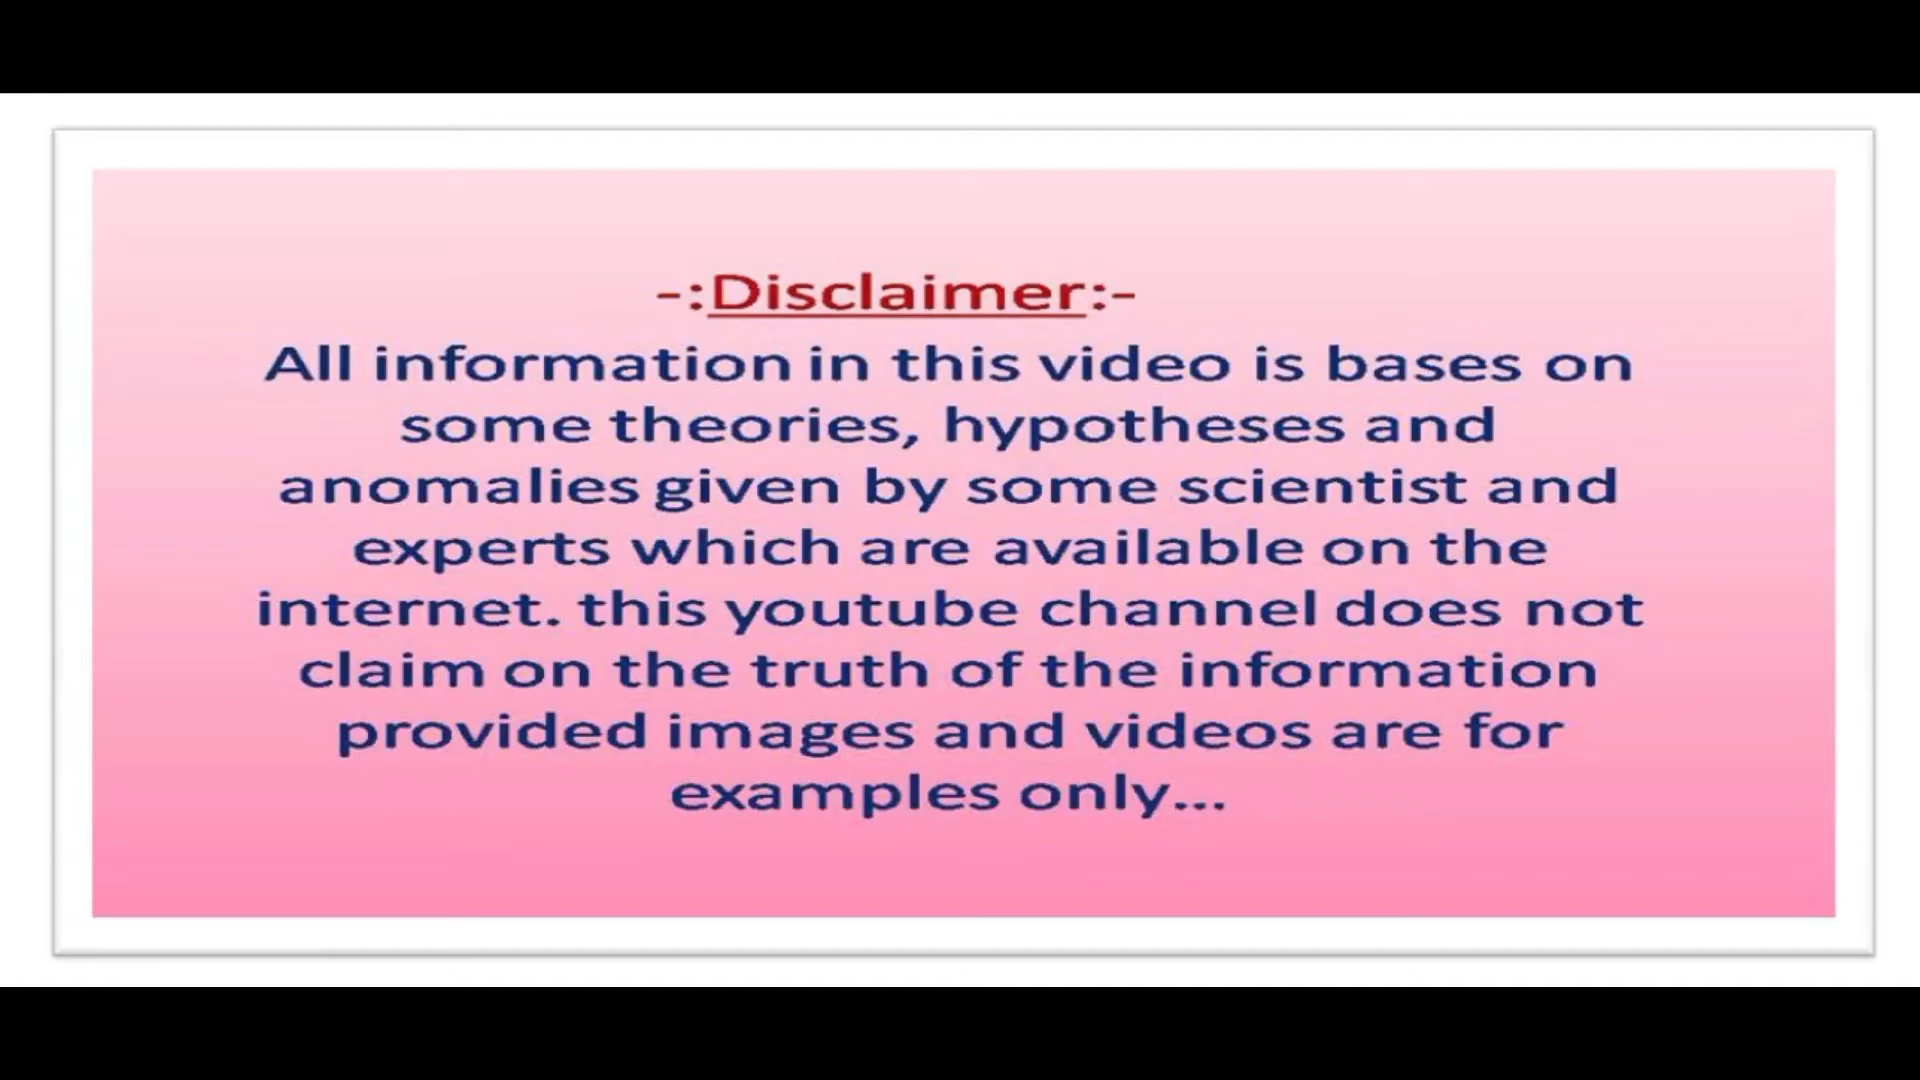 -:Disclaimer:-
All information in this video is bases on
some theories, hypotheses and
anomalies given by some scientist and
experts which are available on the
internet. this youtube channel does not
claim on the truth of the information
provided images and videos are for
examples only...